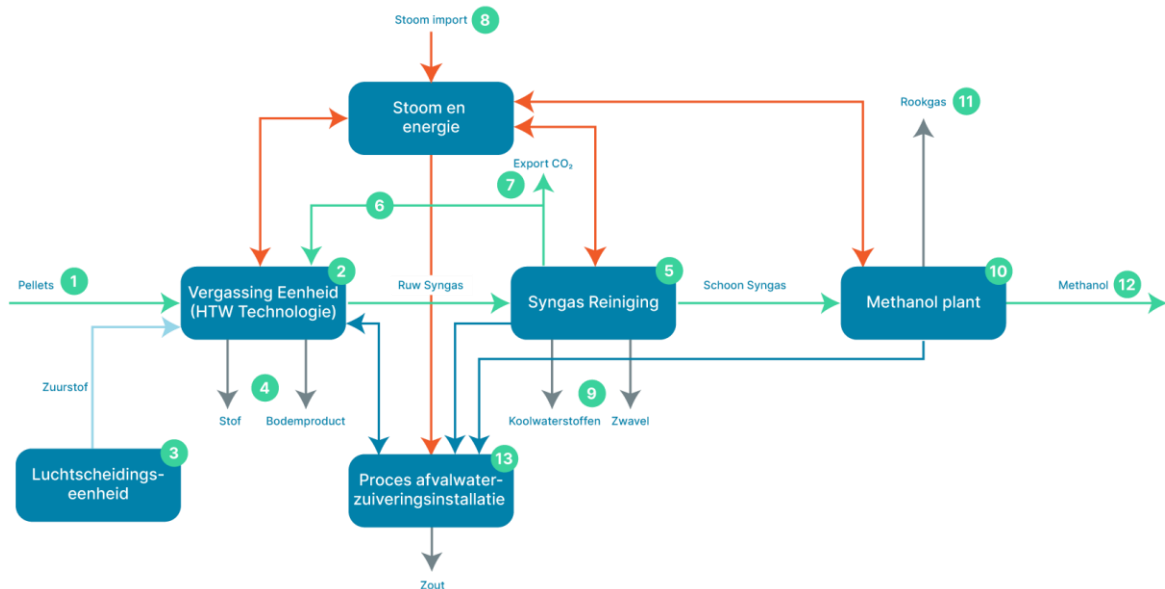 Stoom import 8
Stoom en
energie
Rookgas 11
Export CO₂
7
6
Pellets 1
2
Vergassing Eenheid
(HTW Technologie)
Ruw Syngas
5
Syngas Reiniging
Schoon Syngas
10
Methanol plant
Methanol 12
Zuurstof
4
Stof
Bodemproduct
9
Koolwaterstoffen
Zwavel
3
Luchtscheidings-
eenheid
13
Proces afvalwater-
zuiveringsinstallatie
Zout